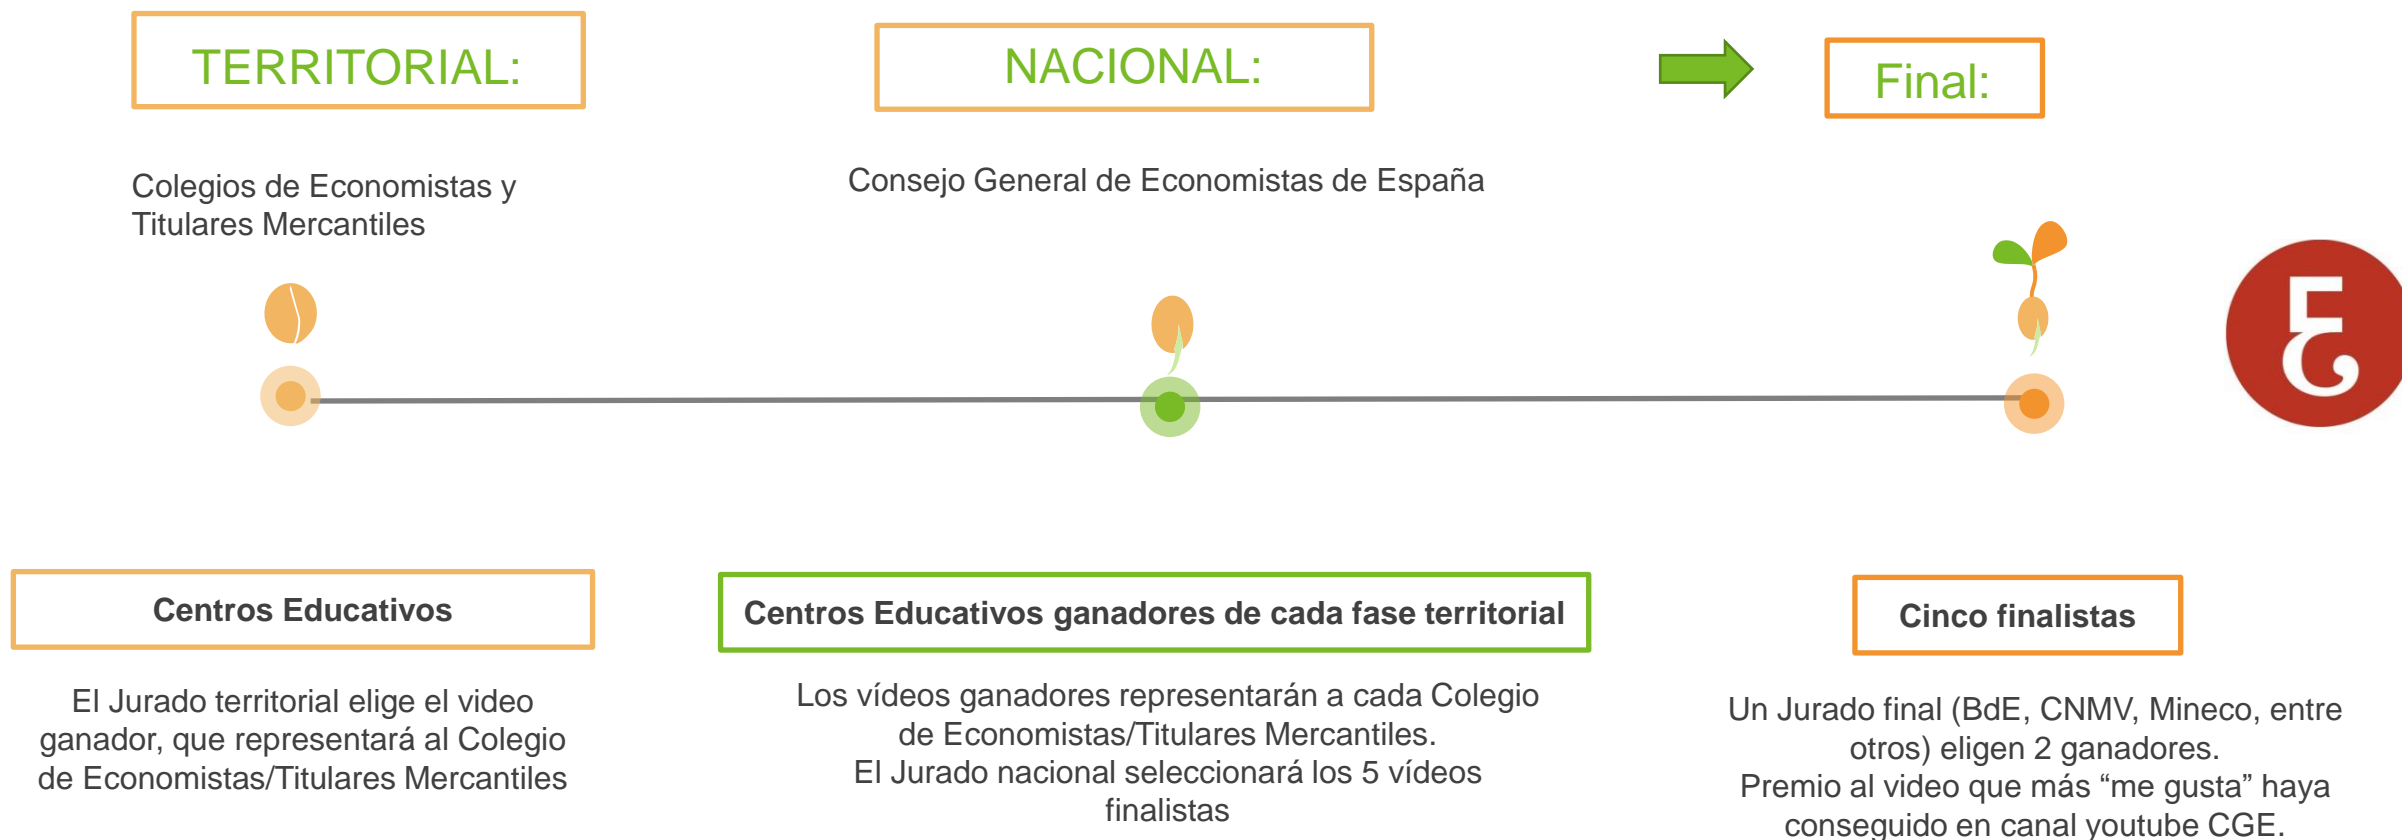 TERRITORIAL:
Colegios de Economistas y
Titulares Mercantiles
NACIONAL:
Consejo General de Economistas de España
Final:
Centros Educativos
El Jurado territorial elige el video
ganador, que representará al Colegio
de Economistas/Titulares Mercantiles
Centros Educativos ganadores de cada fase territorial
Los vídeos ganadores representarán a cada Colegio
de Economistas/Titulares Mercantiles.
El Jurado nacional seleccionará los 5 vídeos
finalistas
Cinco finalistas
Un Jurado final (BdE, CNMV, Mineco, entre
otros) eligen 2 ganadores.
Premio al video que más “me gusta” haya
conseguido en canal youtube CGE.